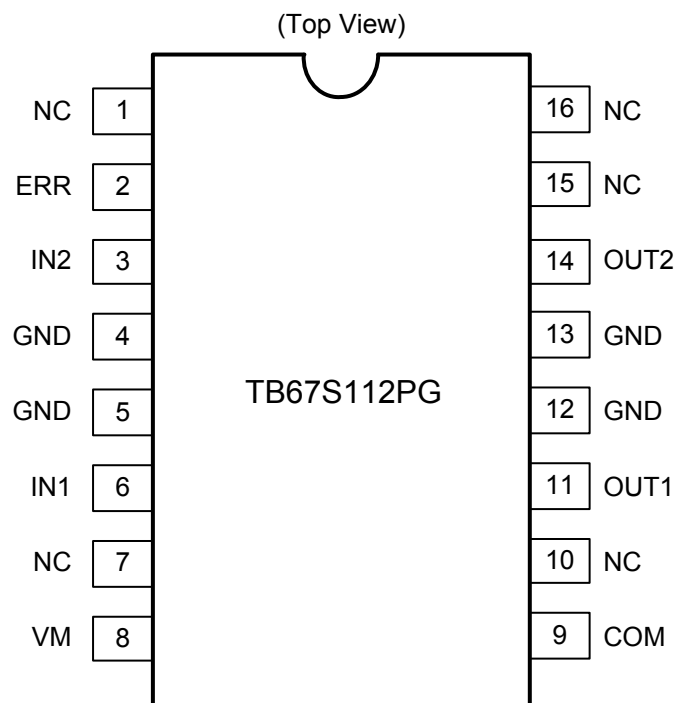 (Top View)
NC 1 16 NC
ERR 2 15 NC
IN2 3 14 OUT2
GND 4 13 GND
GND 5 12 GND
TB67S112PG
IN1 6 11 OUT1
NC 7 10 NC
VM 8 9 COM